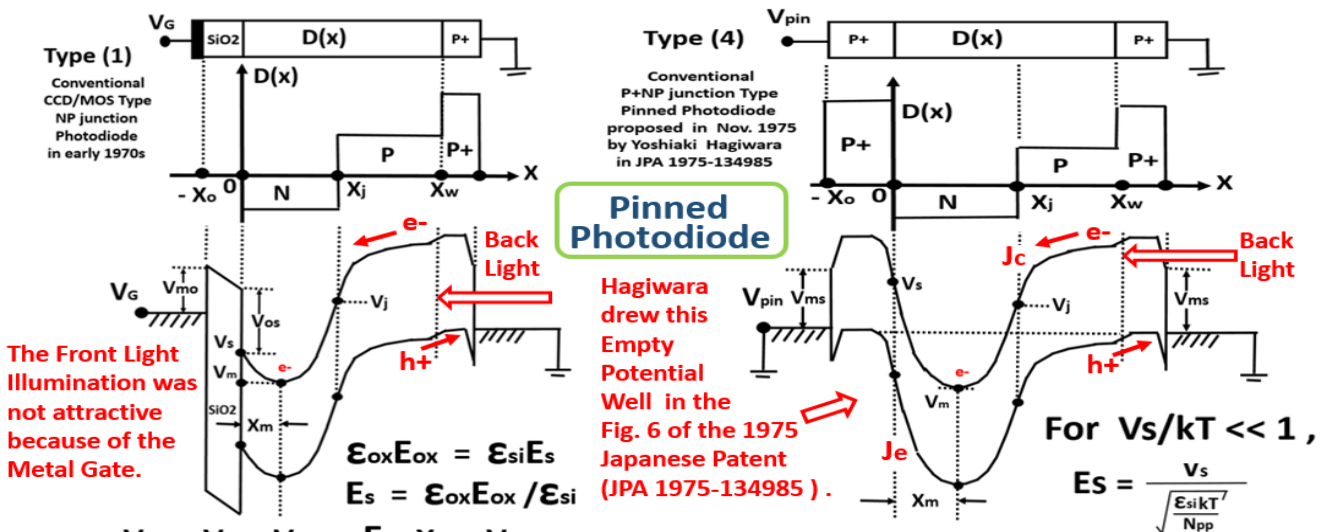 Type (1)
Conventional
CCD/MOS Type
NP junction
Photodiode
in early 1970s
VG
SiO2
D(x)
P+
D(x)
P
P+
N
- Xo
0
Xj
Xw
X
Type (4)
Conventional
P+NP junction Type
Pinned Photodiode
proposed in Nov. 1975
by Yoshiaki Hagiwara
in JPA 1975-134985
Vpin
P+
D(x)
P+
D(x)
P+
P
P+
N
- Xo
0
Xj
Xw
X
Pinned
Photodiode
VG
Vmo
Vos
Vs
Vm
SiO2
Xm
e-
e-
Vj
h+
Back
Light
The Front Light
Illumination was
not attractive
because of the
Metal Gate.
εoxEox = εsiEs
Es = εoxEox /εsi
Hagiwara
drew this
Empty
Potential
Well in the
Fig. 6 of the 1975
Japanese Patent
(JPA 1975-134985 ) .
Vpin
Vms
Vs
Jc
e-
Vj
e-
Vm
Je
Xm
h+
Vms
Back
Light
For Vs/kT << 1 ,
Es = vs
εsikT
Npp